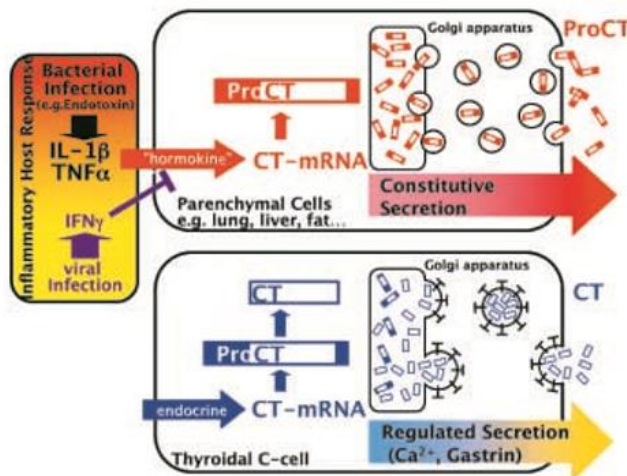 Inflammatory Host Response
Bacterial
Infection
(e.g.Endotoxin)
IL-1β
TNFα
IFNγ
viral
Infection
"hormokine"
ProCT
CT-mRNA
Parenchymal Cells
e.g. lung, liver, fat...
Golgi apparatus
ProCT
Constitutive
Secretion
CT
ProCT
endocrine
CT-mRNA
Thyroidal C-cell
Golgi apparatus
CT
Regulated Secretion
(Ca²⁺, Gastrin)